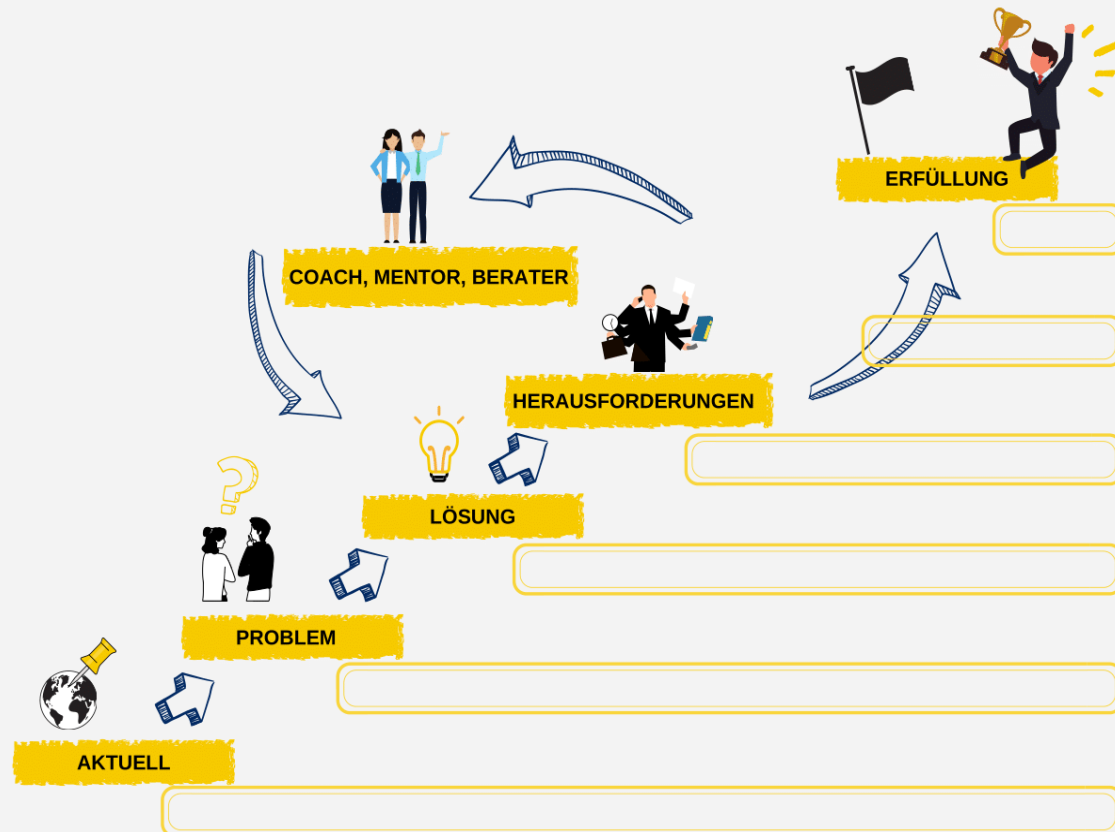 ERFÜLLUNG
COACH, MENTOR, BERATER
HERAUSFORDERUNGEN
LÖSUNG
PROBLEM
AKTUELL